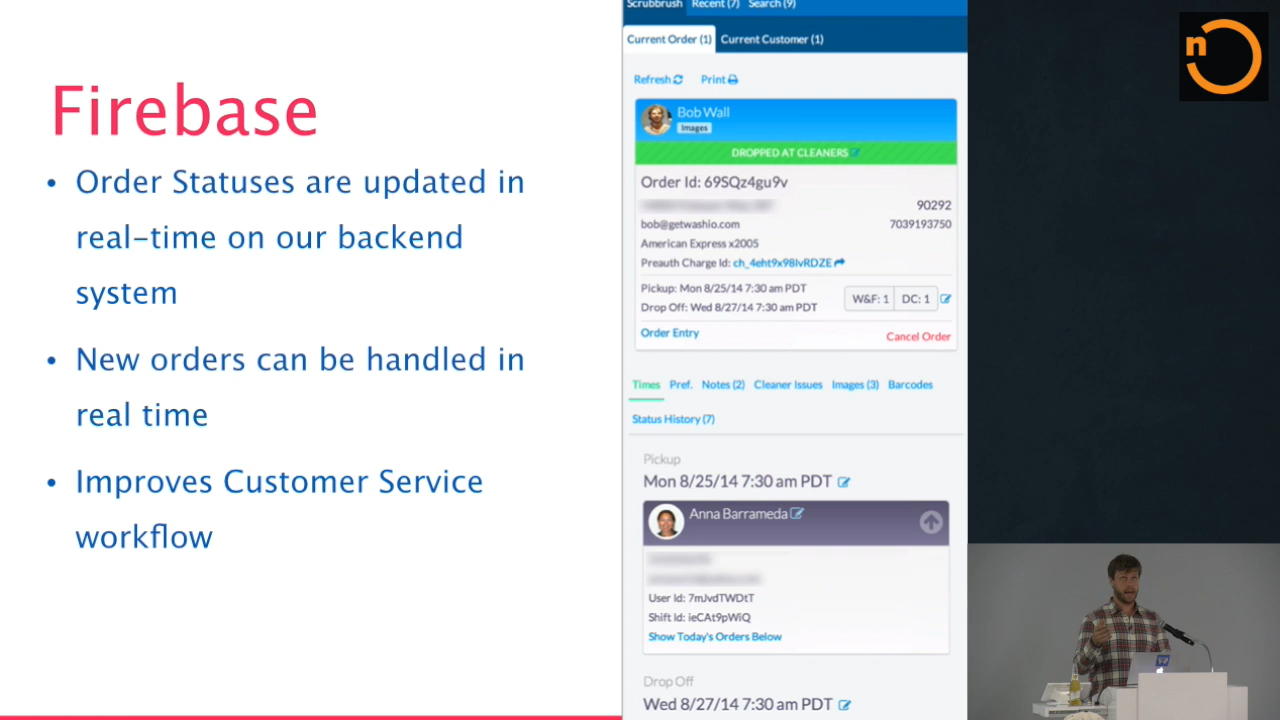 Firebase
• Order Statuses are updated in
real-time on our backend
system
• New orders can be handled in
real time
• Improves Customer Service
workflow
Scrubbrush Recent (7) Search (9)
Current Order (1) Current Customer (1)
Refresh Print
Bob Wall
Images
DROPPED AT CLEANERS
Order Id: 69SQz4gu9v
90292
bob@getwashio.com 7039193750
American Express x2005
Preauth Charge Id: ch_4eht9x98IvRDZE
Pickup: Mon 8/25/14 7:30 am PDT
Drop Off: Wed 8/27/14 7:30 am PDT
W&F: 1 DC: 1
Order Entry Cancel Order
Times Pref. Notes (2) Cleaner Issues Images (3) Barcodes
Status History (7)
Pickup
Mon 8/25/14 7:30 am PDT
Anna Barrameda
User Id: 7mJvdTWDtT
Shift Id: ieCAt9pWiQ
Show Today's Orders Below
Drop Off
Wed 8/27/14 7:30 am PDT
n